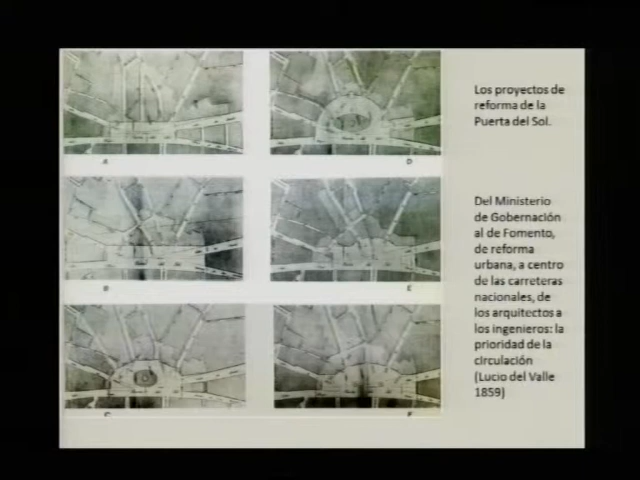 Los proyectos de
reforma de la
Puerta del Sol.
Del Ministerio
de Gobernación
al de Fomento,
de reforma
urbana, a centro
de las carreteras
nacionales, de
los arquitectos a
los ingenieros: la
prioridad de la
circulación
(Lucio del Valle
1859)
A
D
B
E
C
F